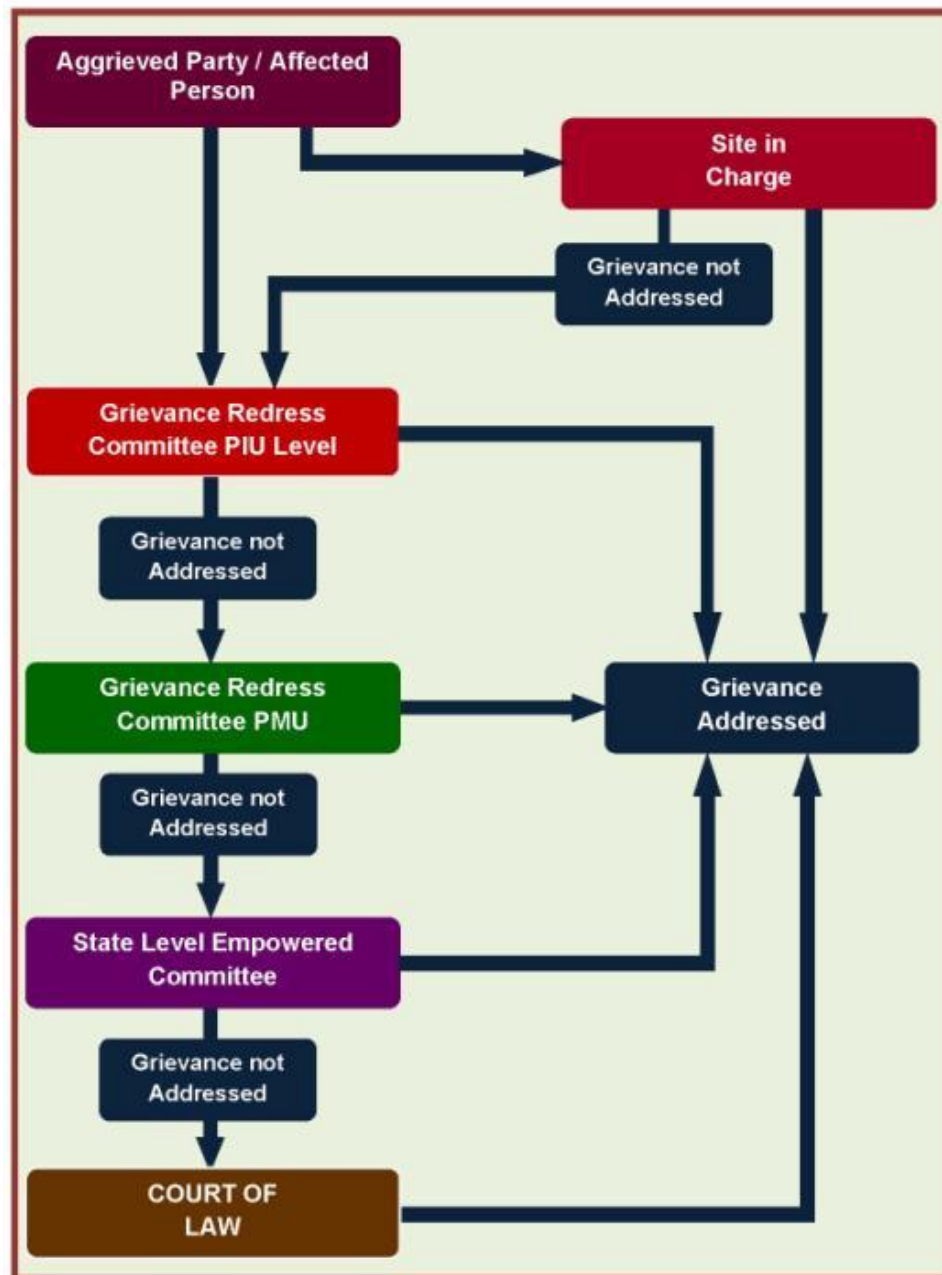 Aggrieved Party / Affected
Person
Site in
Charge
Grievance not
Addressed
Grievance Redress
Committee PIU Level
Grievance not
Addressed
Grievance Redress
Committee PMU
Grievance
Addressed
Grievance not
Addressed
State Level Empowered
Committee
Grievance not
Addressed
COURT OF
LAW